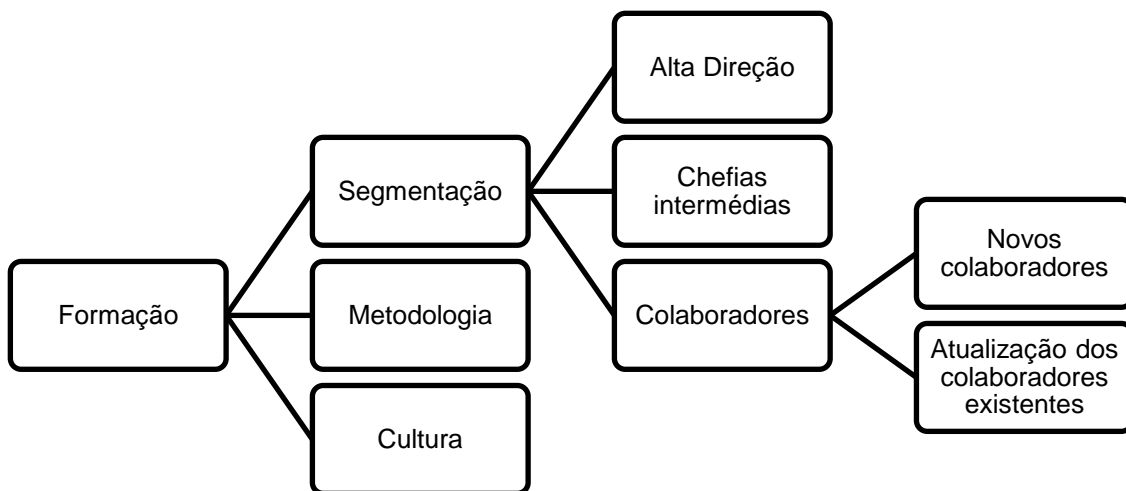 Formação
Segmentação
Metodologia
Cultura
Alta Direção
Chefias
intermédias
Colaboradores
Novos
colaboradores
Atualização dos
colaboradores
existentes